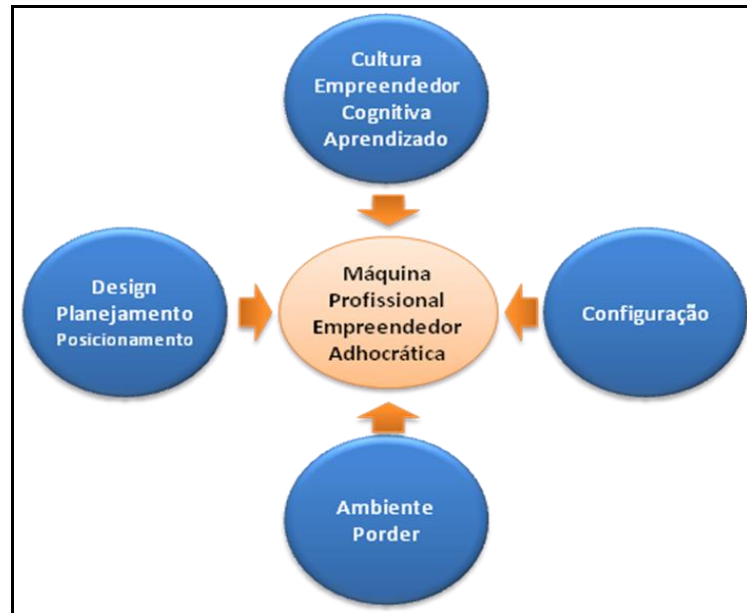 Cultura
Empreendedor
Cognitiva
Aprendizado
Design
Planejamento
Posicionamento
Máquina
Profissional
Empreendedor
Adhocrática
Configuração
Ambiente
Porder